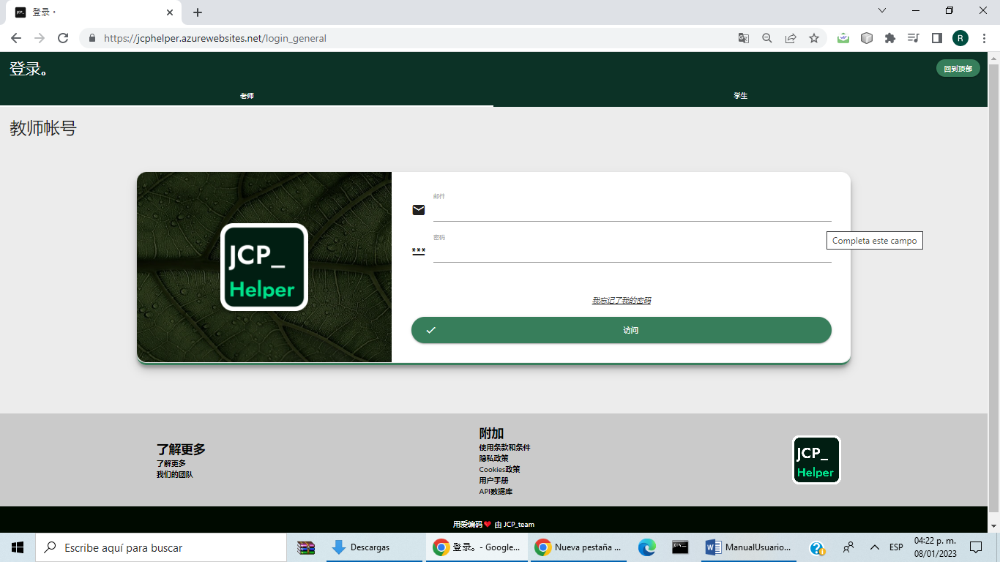 登录。
https://jcphelper.azurewebsites.net/login_general
R
登录。
回到顶部
老师
学生
教师帐号
邮件
JCP_
Helper
密码
***
Completa este campo
我忘记了我的密码
访问
了解更多
了解更多
我们的团队
附加
使用条款和条件
隐私政策
Cookies政策
用户手册
API数据库
JCP_
Helper
用爱编码❤ 由 JCP_team
Escribe aquí para buscar
Descargas
登录。 - Google...
Nueva pestaña ...
ManualUsuario...
ESP
04:22 p. m.
08/01/2023